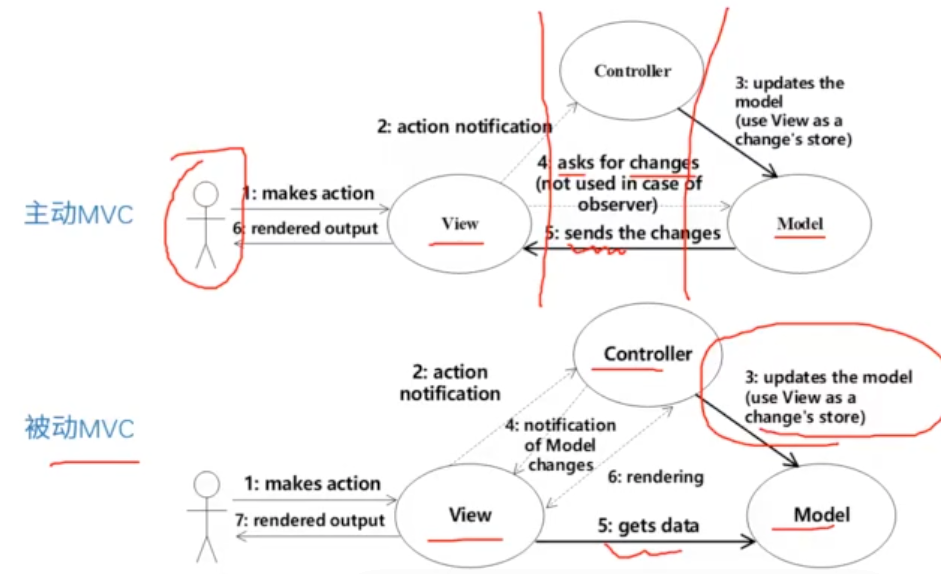 Controller
3: updates the
model
(use View as a
change's store)
2: action notification
4: asks for changes
(not used in case of
observer)
1: makes action
主动MVC
6: rendered output
View
Model
5: sends the changes
Controller
2: action
notification
3: updates the model
(use View as a
change's store)
被动MVC
4: notification
of Model
changes
6: rendering
1: makes action
7: rendered output
View
5: gets data
Model